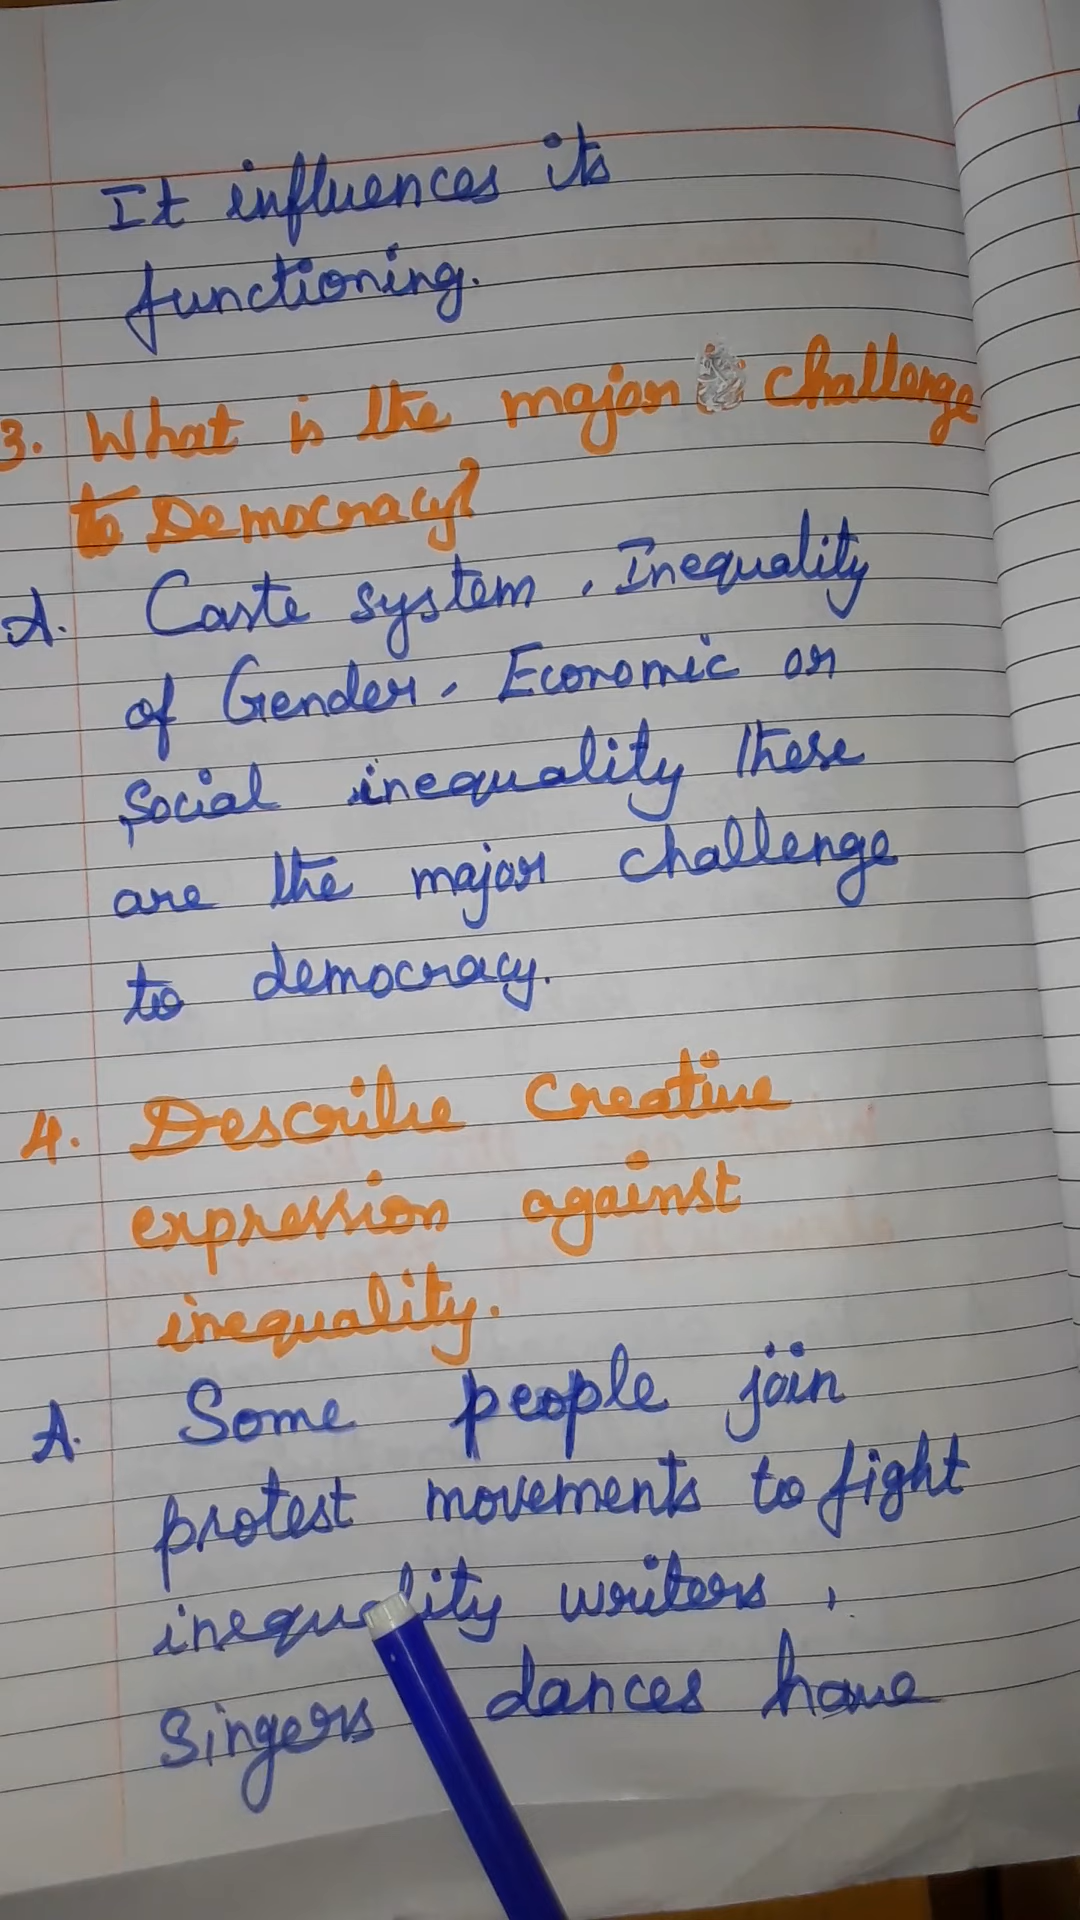 It influences its
functioning.
3. What is the major challenge
to Democracy?
A. Caste system, Inequality
of Gender, Economic or
Social inequality these
are the major challenge
to democracy.
4. Describe Creative
expression against
inequality.
A. Some people join
protest movements to fight
inequality writers,
Singers dances have